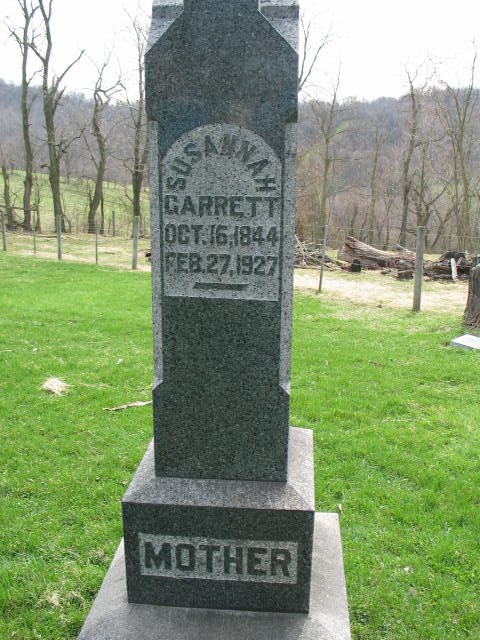 SUSANNAH
GARRETT
OCT. 16, 1844
FEB. 27, 1927
MOTHER